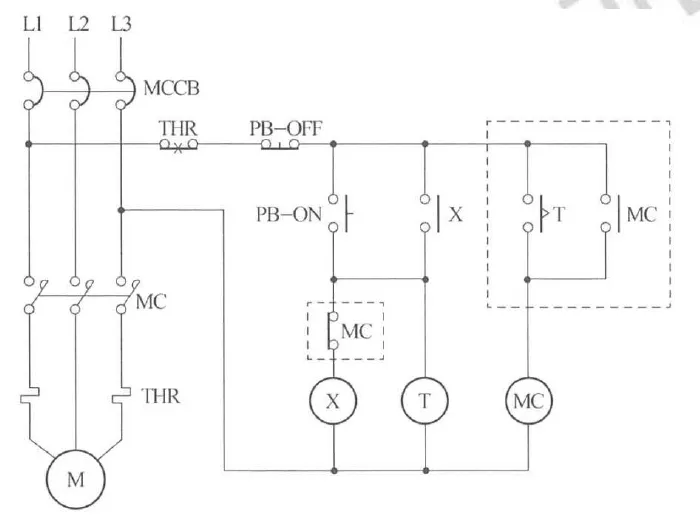 L1 L2 L3
MCCB
THR PB-OFF
PB-ON X T MC
MC
MC
X T MC
THR
M